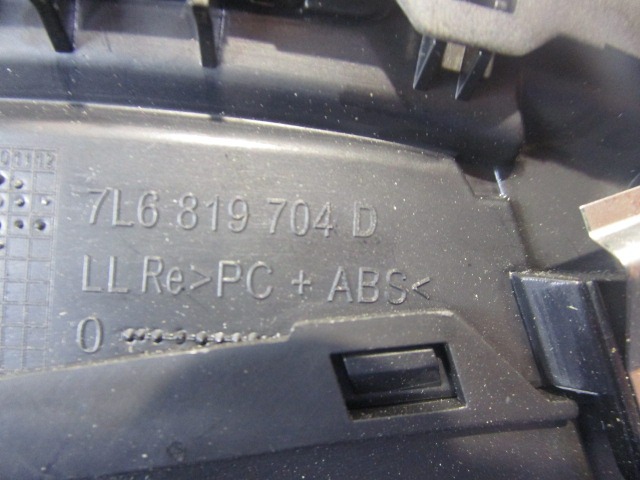 7L6 819 704 D
LL Re>PC + ABS<
0